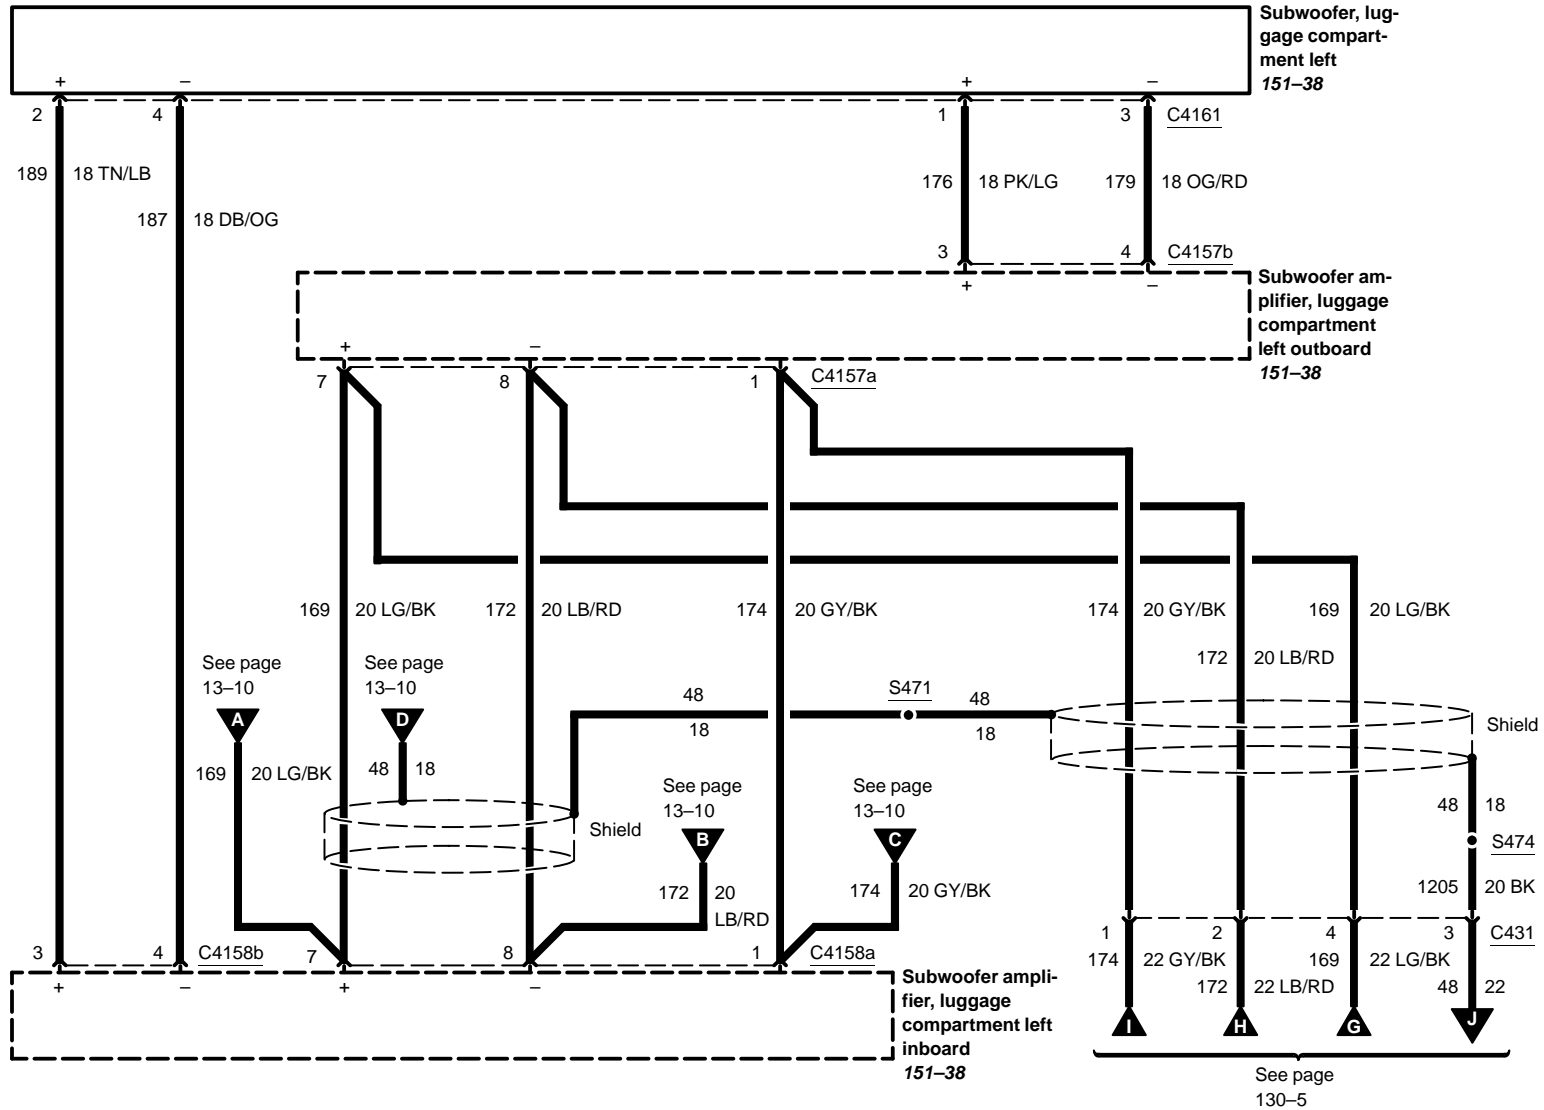 Subwoofer, lug-
gage compart-
ment left
151–38
+ – + –
2 4 1 3 C4161
189 18 TN/LB
176 18 PK/LG 179 18 OG/RD
187 18 DB/OG
3 4 C4157b
+ –
Subwoofer am-
plifier, luggage
compartment
left outboard
151–38
+ –
7 8 1 C4157a
169 20 LG/BK 172 20 LB/RD 174 20 GY/BK 174 20 GY/BK 169 20 LG/BK
172 20 LB/RD
See page
13–10
A
See page
13–10
D
48 S471 48
18 18
Shield
169 20 LG/BK 48 18
See page
13–10
B
See page
13–10
C
48 18
Shield
S474
172 20
LB/RD
174 20 GY/BK
1205 20 BK
1 2 4 3 C431
3 4 C4158b 7 8 1 C4158a
174 22 GY/BK 169 22 LG/BK
172 22 LB/RD 48 22
+ – + –
Subwoofer ampli-
fier, luggage
compartment left
inboard
151–38
I H G J
See page
130–5